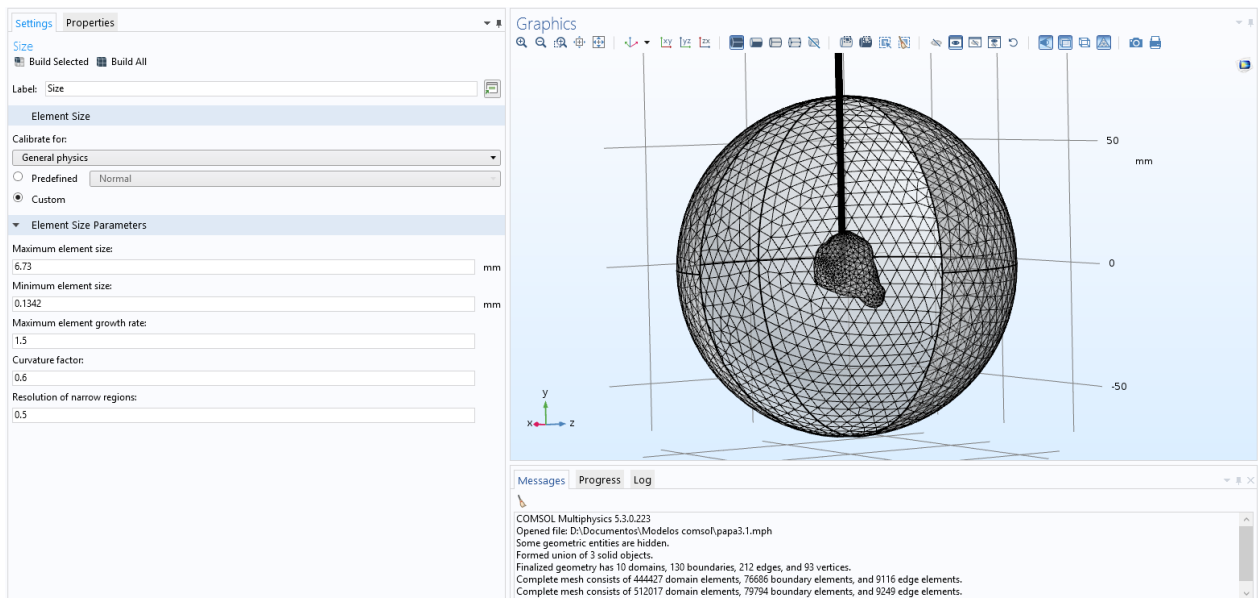 Settings Properties
Size
Build Selected Build All
Label: Size
Element Size
Calibrate for:
General physics
Predefined Normal
Custom
Element Size Parameters
Maximum element size:
6.73 mm
Minimum element size:
0.1342 mm
Maximum element growth rate:
1.5
Curvature factor:
0.6
Resolution of narrow regions:
0.5
Graphics
xy yz zx
50
mm
0
-50
y
x z
Messages Progress Log
COMSOL Multiphysics 5.3.0.223
Opened file: D:\Documentos\Modelos comsol\papa3.1.mph
Some geometric entities are hidden.
Formed union of 3 solid objects.
Finalized geometry has 10 domains, 130 boundaries, 212 edges, and 93 vertices.
Complete mesh consists of 444427 domain elements, 76686 boundary elements, and 9116 edge elements.
Complete mesh consists of 512017 domain elements, 79794 boundary elements, and 9249 edge elements.